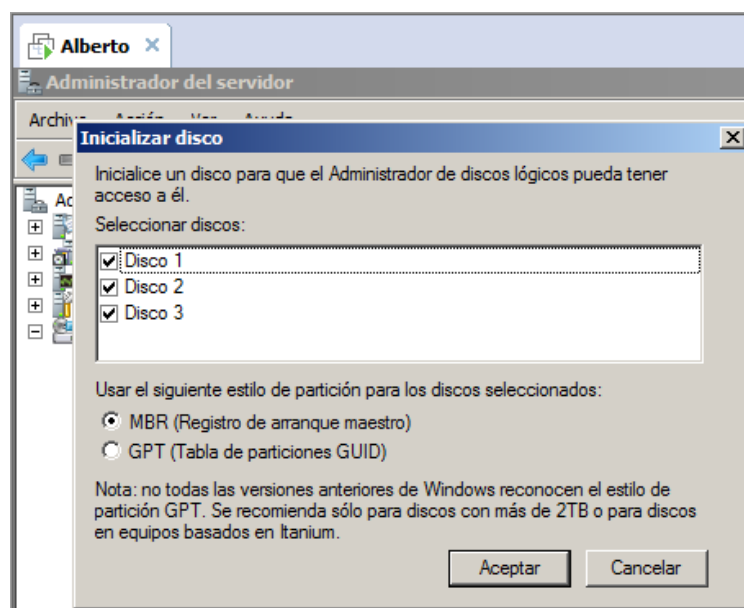 Alberto
Administrador del servidor
Inicializar disco
Inicialice un disco para que el Administrador de discos lógicos pueda tener
acceso a él.
Seleccionar discos:
Disco 1
Disco 2
Disco 3
Usar el siguiente estilo de partición para los discos seleccionados:
MBR (Registro de arranque maestro)
GPT (Tabla de particiones GUID)
Nota: no todas las versiones anteriores de Windows reconocen el estilo de
partición GPT. Se recomienda sólo para discos con más de 2TB o para discos
en equipos basados en Itanium.
Aceptar
Cancelar